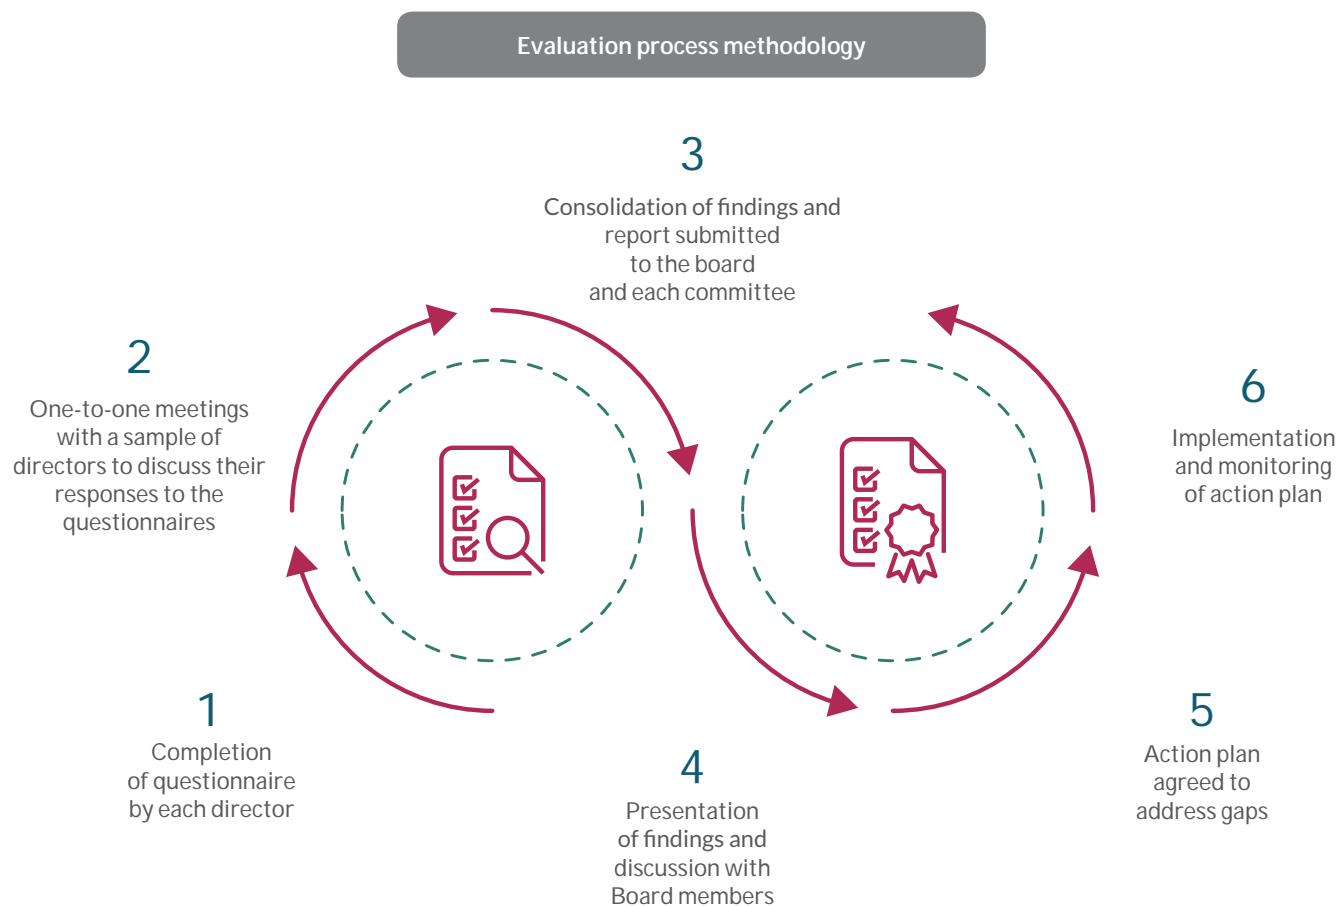 Evaluation process methodology
1
Completion
of questionnaire
by each director
2
One-to-one meetings
with a sample of
directors to discuss their
responses to the
questionnaires
3
Consolidation of findings and
report submitted
to the board
and each committee
4
Presentation
of findings and
discussion with
Board members
5
Action plan
agreed to
address gaps
6
Implementation
and monitoring
of action plan